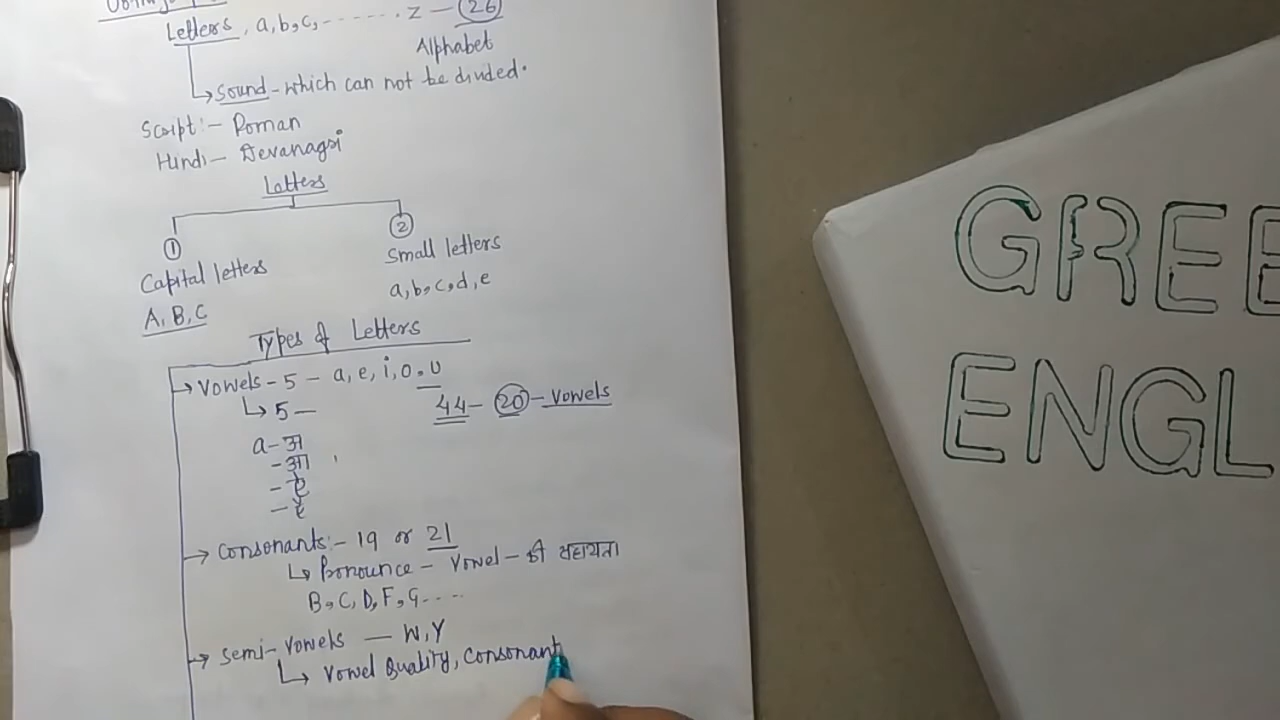 Letters, a, b, c, ------- . z — 26
Alphabet
↳ Sound - which can not be divided.
Script :- Roman
Hindi - Devanagri
Letters
① ②
Capital letters Small letters
A, B, C a, b, c, d, e
Types of Letters
→ Vowels - 5 - a, e, i, o, u
↳ 5 — 44 - 20 - vowels
a - अ
- आ
- ए
- ऐ
→ Consonants :- 19 or 21
↳ Pronounce - Vowel - की सहायता
B, C, D, F, G - - - -
→ Semi-vowels — W, Y
↳ Vowel Quality, Consonant
GREE
ENGL